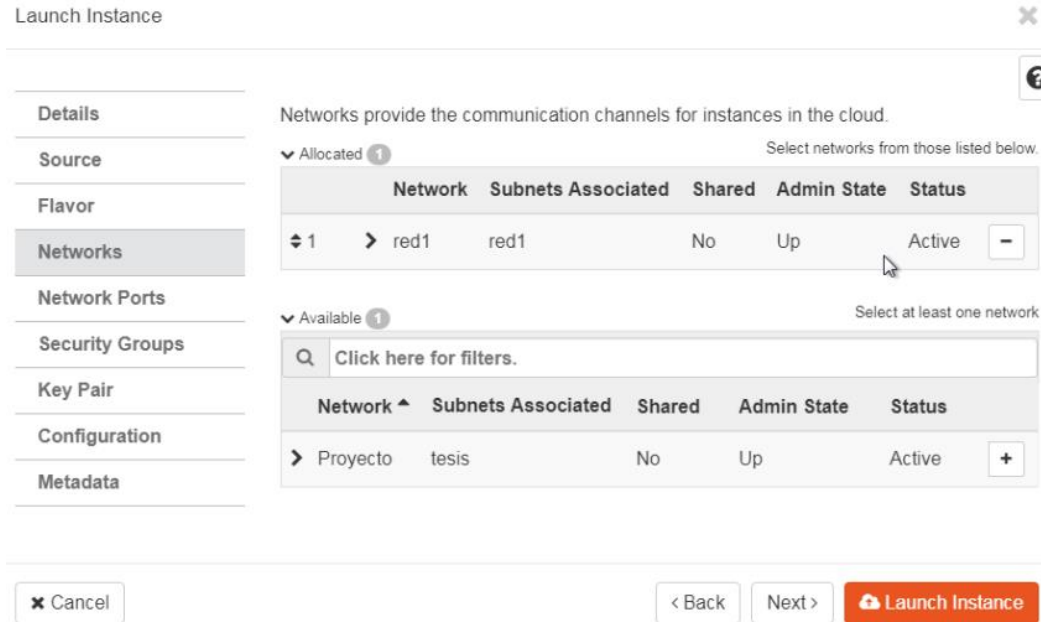 Launch Instance
Details
Source
Flavor
Networks
Network Ports
Security Groups
Key Pair
Configuration
Metadata
Networks provide the communication channels for instances in the cloud.
Allocated 1 Select networks from those listed below.
Network Subnets Associated Shared Admin State Status
1 red1 red1 No Up Active
Available 1 Select at least one network
Click here for filters.
Network Subnets Associated Shared Admin State Status
Proyecto tesis No Up Active
Cancel < Back Next > Launch Instance